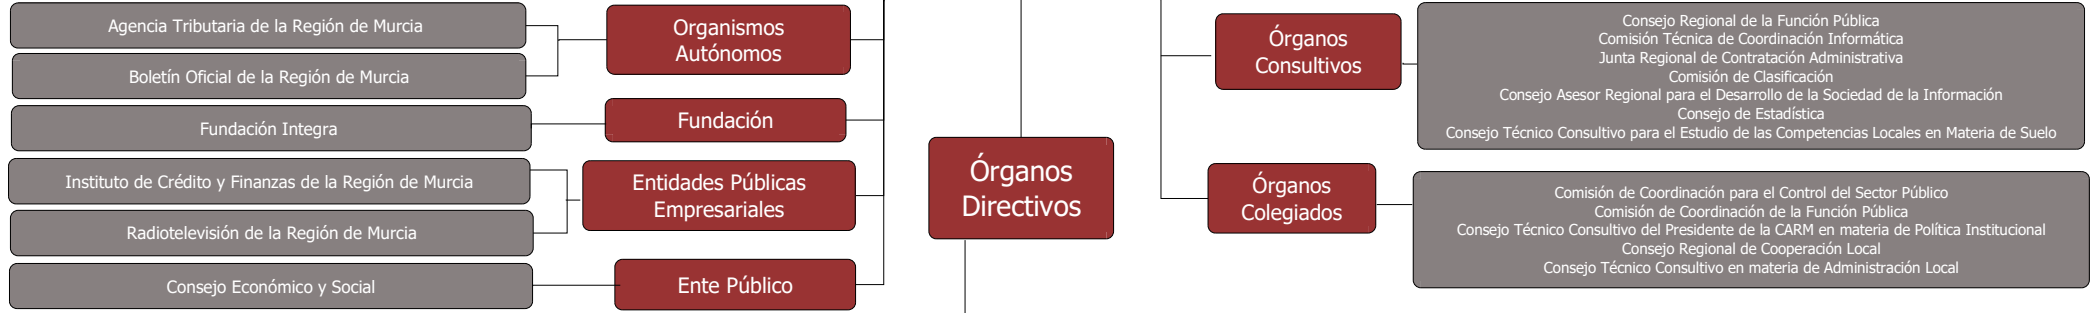 Agencia Tributaria de la Región de Murcia
Boletín Oficial de la Región de Murcia
Organismos
Autónomos
Fundación Integra
Fundación
Instituto de Crédito y Finanzas de la Región de Murcia
Radiotelevisión de la Región de Murcia
Entidades Públicas
Empresariales
Consejo Económico y Social
Ente Público
Órganos
Directivos
Órganos
Consultivos
Consejo Regional de la Función Pública
Comisión Técnica de Coordinación Informática
Junta Regional de Contratación Administrativa
Comisión de Clasificación
Consejo Asesor Regional para el Desarrollo de la Sociedad de la Información
Consejo de Estadística
Consejo Técnico Consultivo para el Estudio de las Competencias Locales en Materia de Suelo
Órganos
Colegiados
Comisión de Coordinación para el Control del Sector Público
Comisión de Coordinación de la Función Pública
Consejo Técnico Consultivo del Presidente de la CARM en materia de Política Institucional
Consejo Regional de Cooperación Local
Consejo Técnico Consultivo en materia de Administración Local